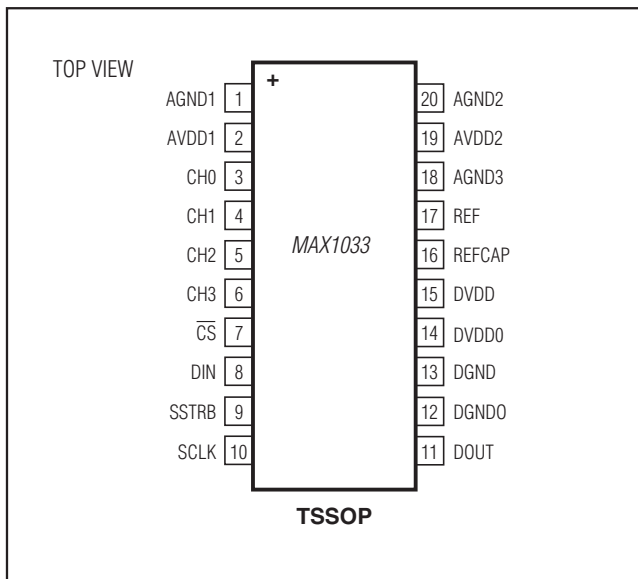 TOP VIEW
+
AGND1 1
AVDD1 2
CH0 3
CH1 4
CH2 5
CH3 6
C̅S̅ 7
DIN 8
SSTRB 9
SCLK 10
MAX1033
20 AGND2
19 AVDD2
18 AGND3
17 REF
16 REFCAP
15 DVDD
14 DVDD0
13 DGND
12 DGNDO
11 DOUT
TSSOP